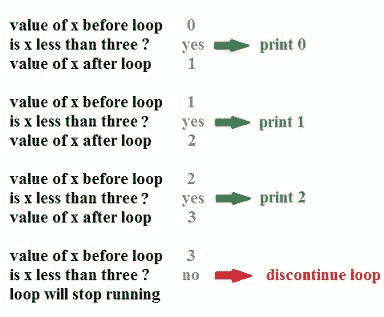 value of x before loop 0
is x less than three ? yes print 0
value of x after loop 1
value of x before loop 1
is x less than three ? yes print 1
value of x after loop 2
value of x before loop 2
is x less than three ? yes print 2
value of x after loop 3
value of x before loop 3
is x less than three ? no discontinue loop
loop will stop running